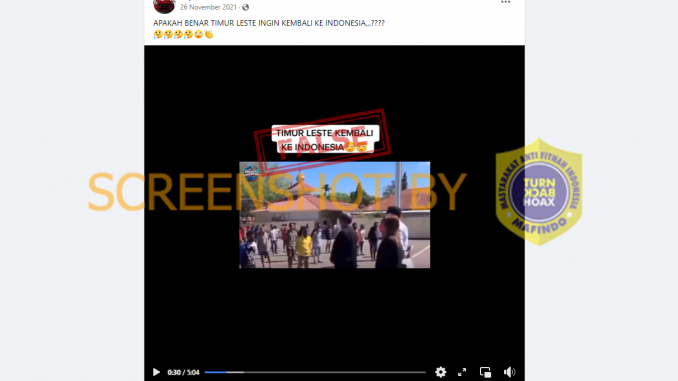 26 November 2021 ·
APAKAH BENAR TIMUR LESTE INGIN KEMBALI KE INDONESIA,..????
🤔🤔🤔🤔😩👏
TIMUR LESTE KEMBALI
KE INDONESIA
FALSE
SCREENSHOT BY
MASYARAKAT ANTI FITNAH INDONESIA
TURN
BACK
HOAX
MAFINDO
0:30 / 5:04